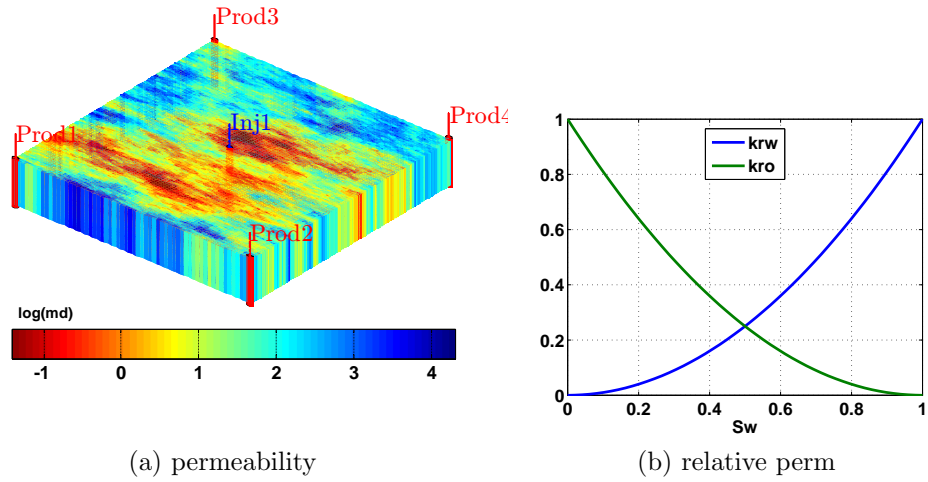 Prod3
Inj1
Prod1
Prod4
Prod2
log(md)
-1 0 1 2 3 4
(a) permeability
1
0.8
0.6
0.4
0.2
0
0 0.2 0.4 0.6 0.8 1
Sw
krw
kro
(b) relative perm